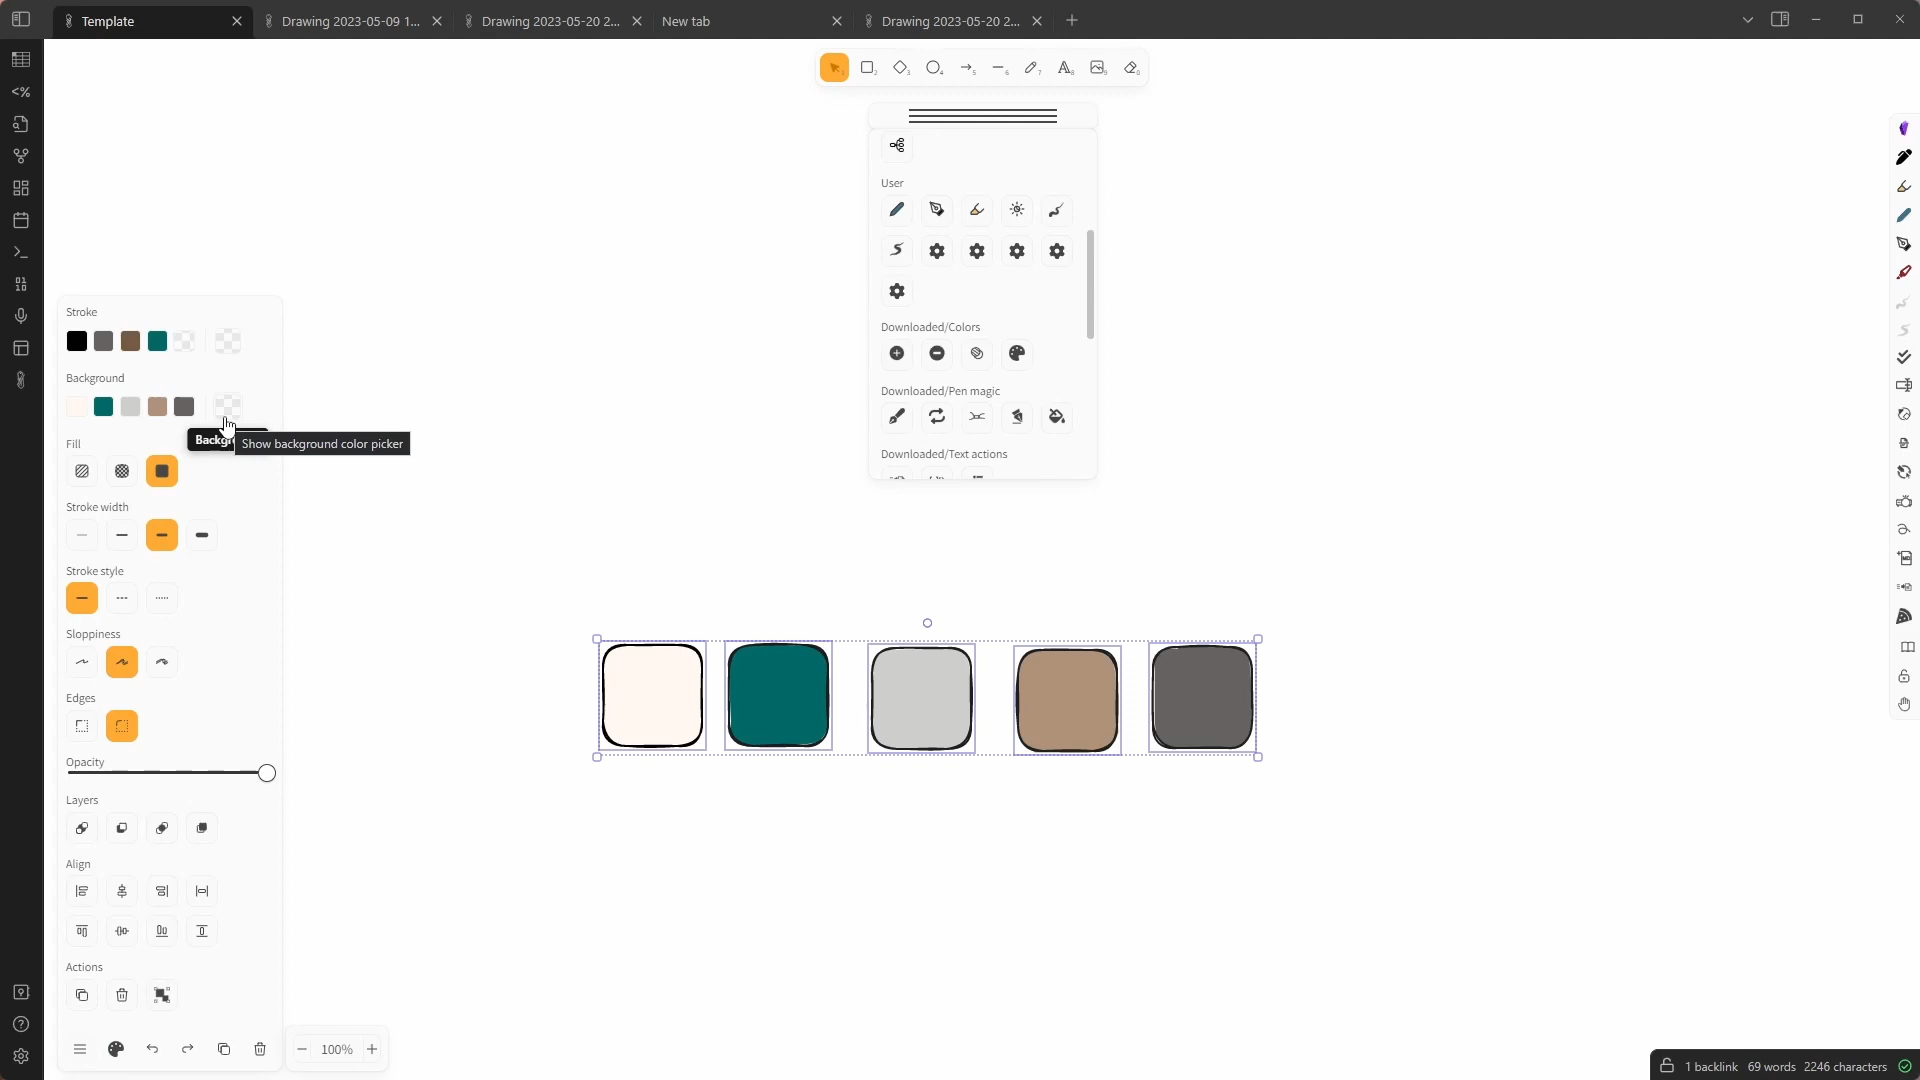 Template
Drawing 2023-05-09 1...
Drawing 2023-05-20 2...
New tab
Drawing 2023-05-20 2...
<%
User
Downloaded/Colors
Downloaded/Pen magic
Downloaded/Text actions
Stroke
Background
Show background color picker
Fill
Stroke width
Stroke style
Sloppiness
Edges
Opacity
Layers
Align
Actions
100%
1 backlink 69 words 2246 characters